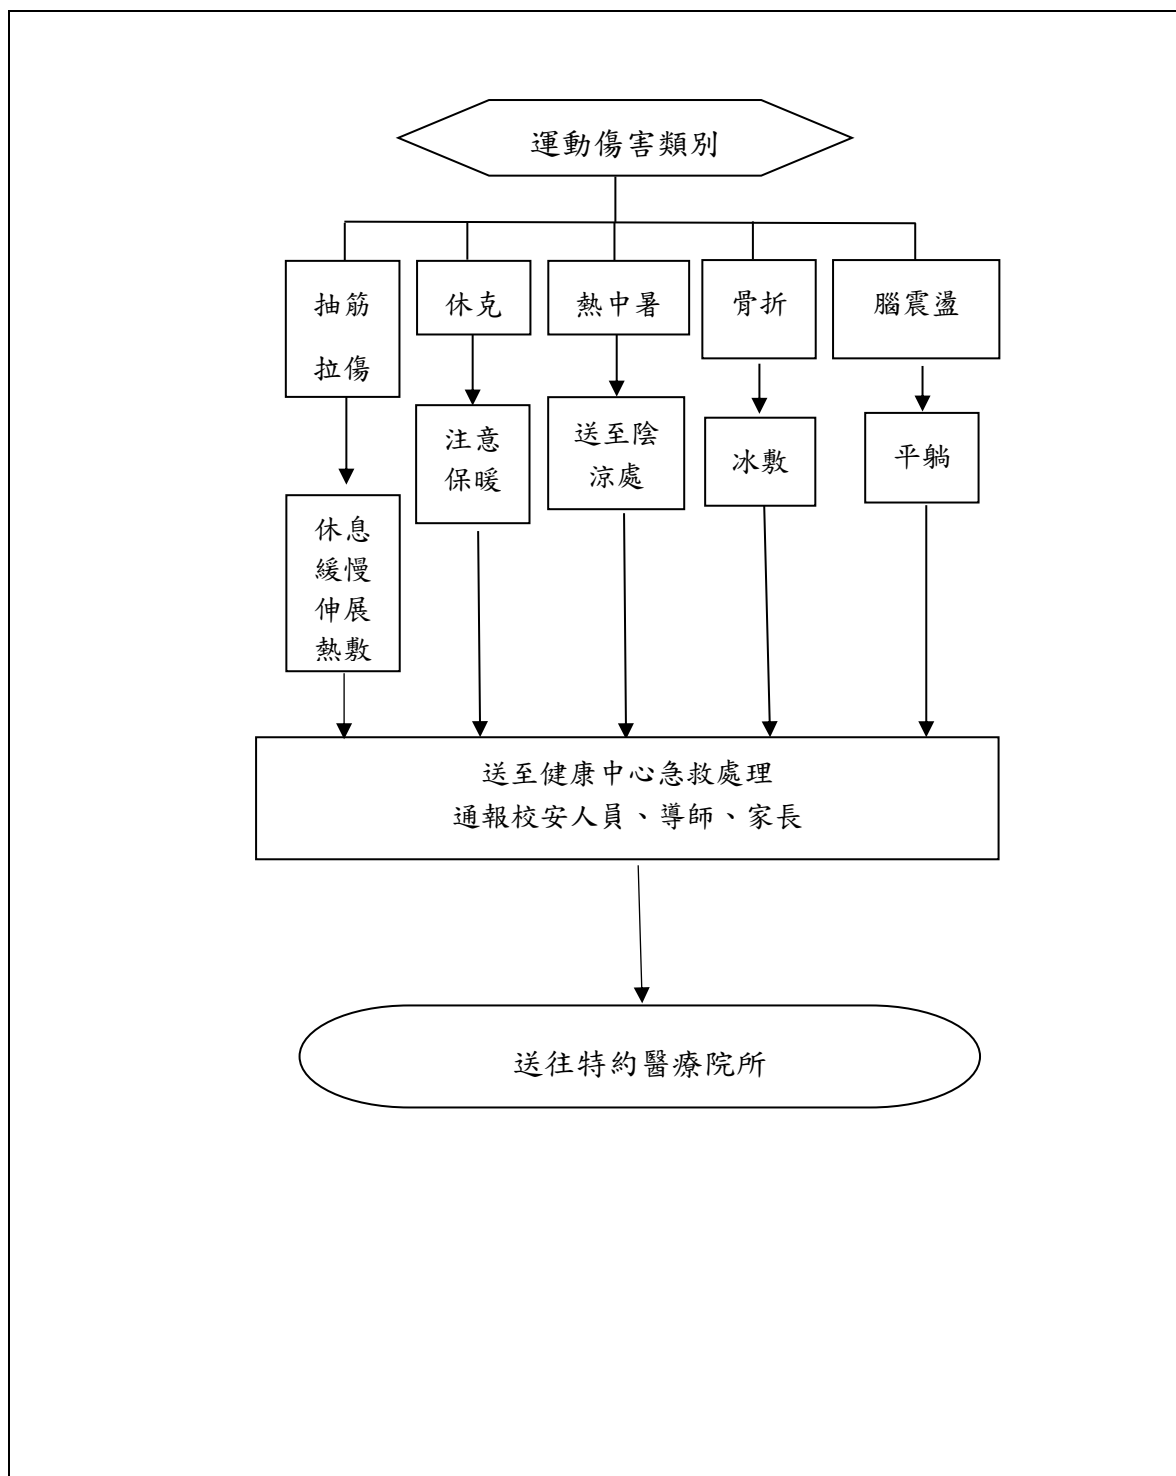 運動傷害類別
抽筋
拉傷
休克
熱中暑
骨折
腦震盪
休息
緩慢
伸展
熱敷
注意
保暖
送至陰
涼處
冰敷
平躺
送至健康中心急救處理
通報校安人員、導師、家長
送往特約醫療院所